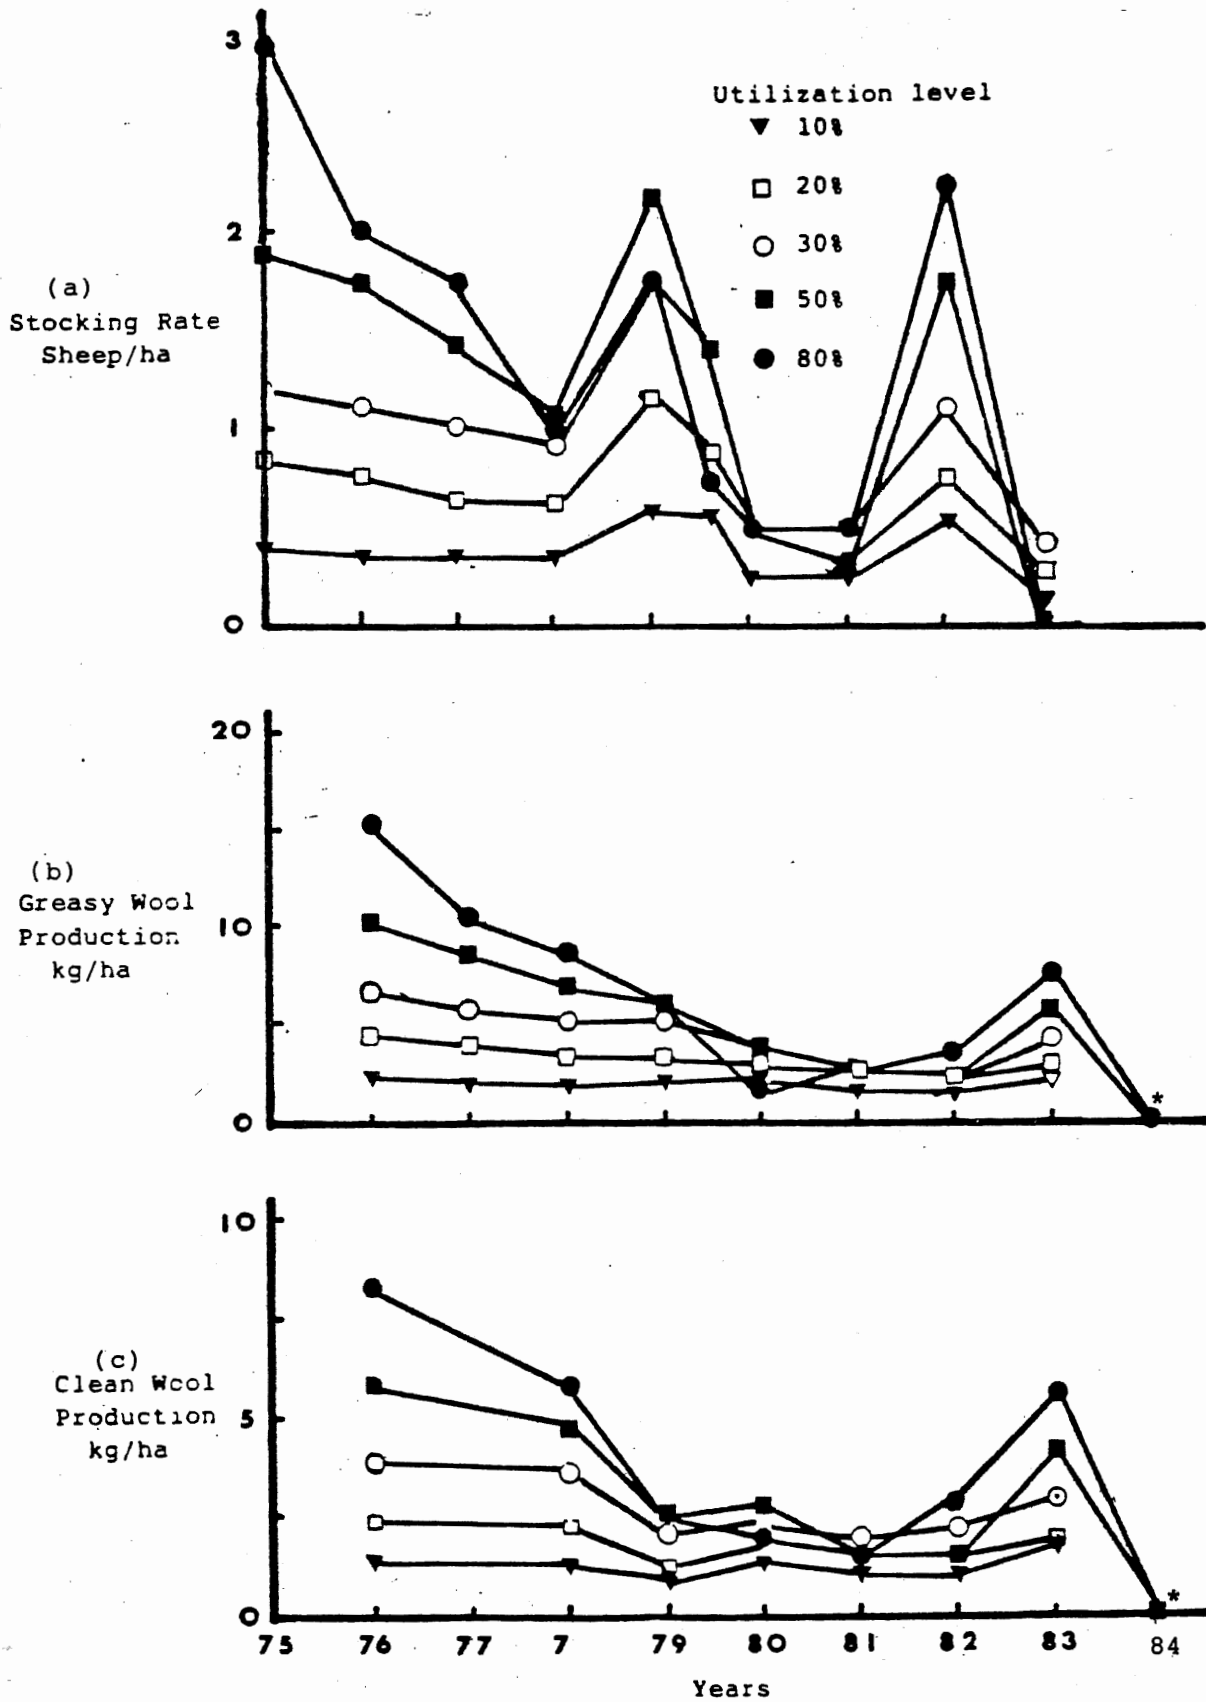 3
Utilization level
10%
20%
2
30%
(a)
50%
Stocking Rate
Sheep/ha
80%
1
0
20
(b)
Greasy Wool
10
Production
kg/ha
*
0
10
(c)
Clean Wool
Production 5
kg/ha
*
0
75 76 77 7 79 80 81 82 83 84
Years